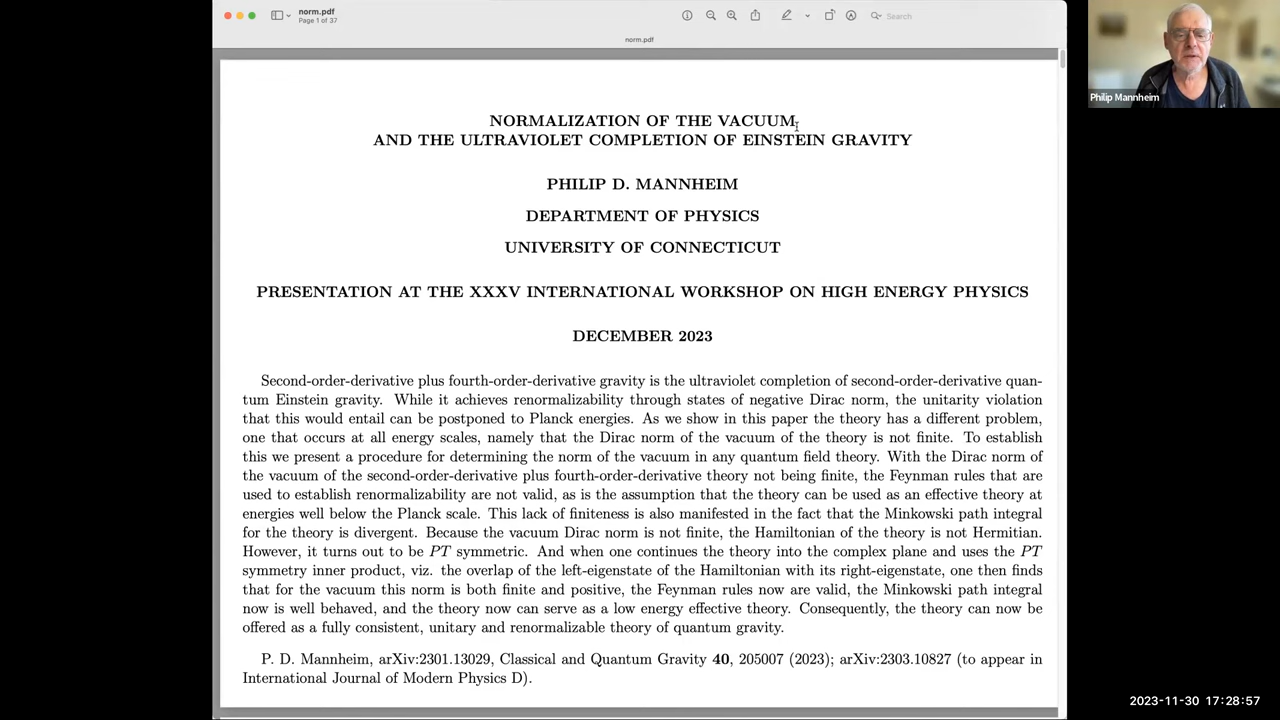 norm.pdf
Page 1 of 37
Search
norm.pdf
NORMALIZATION OF THE VACUUM
AND THE ULTRAVIOLET COMPLETION OF EINSTEIN GRAVITY
PHILIP D. MANNHEIM
DEPARTMENT OF PHYSICS
UNIVERSITY OF CONNECTICUT
PRESENTATION AT THE XXXV INTERNATIONAL WORKSHOP ON HIGH ENERGY PHYSICS
DECEMBER 2023
Second-order-derivative plus fourth-order-derivative gravity is the ultraviolet completion of second-order-derivative quan-
tum Einstein gravity. While it achieves renormalizability through states of negative Dirac norm, the unitarity violation
that this would entail can be postponed to Planck energies. As we show in this paper the theory has a different problem,
one that occurs at all energy scales, namely that the Dirac norm of the vacuum of the theory is not finite. To establish
this we present a procedure for determining the norm of the vacuum in any quantum field theory. With the Dirac norm of
the vacuum of the second-order-derivative plus fourth-order-derivative theory not being finite, the Feynman rules that are
used to establish renormalizability are not valid, as is the assumption that the theory can be used as an effective theory at
energies well below the Planck scale. This lack of finiteness is also manifested in the fact that the Minkowski path integral
for the theory is divergent. Because the vacuum Dirac norm is not finite, the Hamiltonian of the theory is not Hermitian.
However, it turns out to be PT symmetric. And when one continues the theory into the complex plane and uses the PT
symmetry inner product, viz. the overlap of the left-eigenstate of the Hamiltonian with its right-eigenstate, one then finds
that for the vacuum this norm is both finite and positive, the Feynman rules now are valid, the Minkowski path integral
now is well behaved, and the theory now can serve as a low energy effective theory. Consequently, the theory can now be
offered as a fully consistent, unitary and renormalizable theory of quantum gravity.
P. D. Mannheim, arXiv:2301.13029, Classical and Quantum Gravity 40, 205007 (2023); arXiv:2303.10827 (to appear in
International Journal of Modern Physics D).
Philip Mannheim
2023-11-30 17:28:57